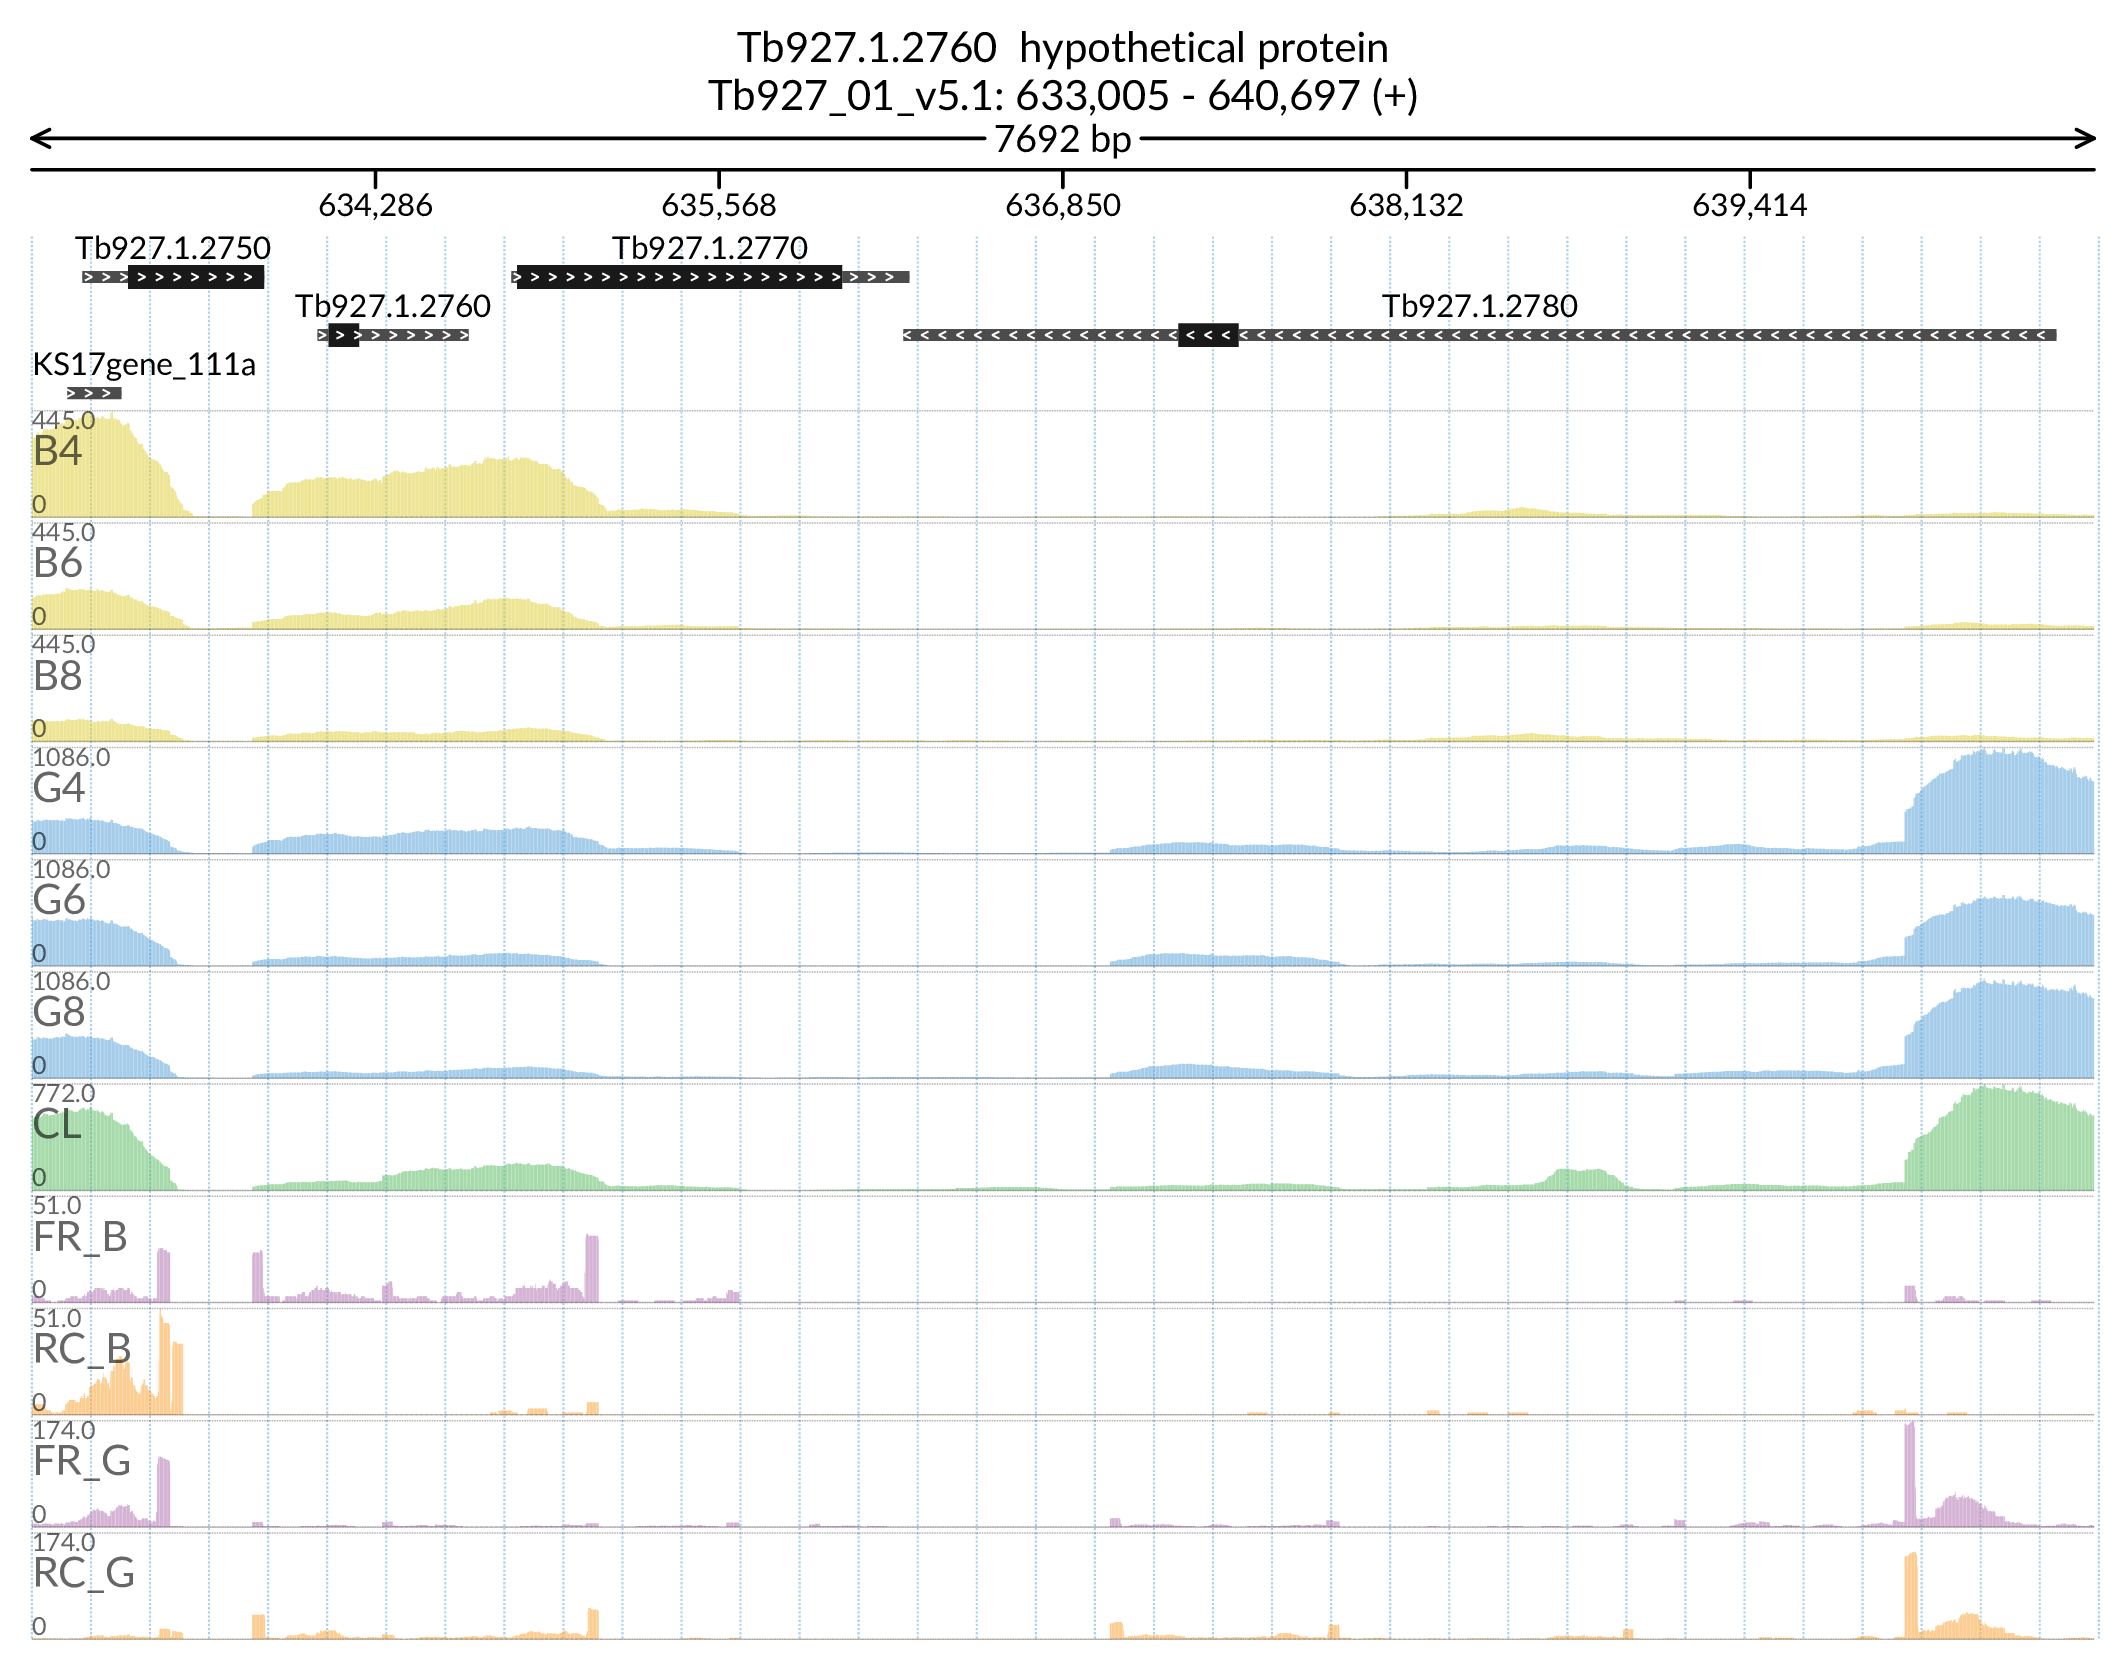 Tb927.1.2760  hypothetical protein
Tb927_01_v5.1: 633,005 - 640,697 (+)
7692 bp
634,286 635,568 636,850 638,132 639,414
Tb927.1.2750 Tb927.1.2770
Tb927.1.2760 Tb927.1.2780
KS17gene_111a
445.0
B4
0
445.0
B6
0
445.0
B8
0
1086.0
G4
0
1086.0
G6
0
1086.0
G8
0
772.0
CL
0
51.0
FR_B
0
51.0
RC_B
0
174.0
FR_G
0
174.0
RC_G
0